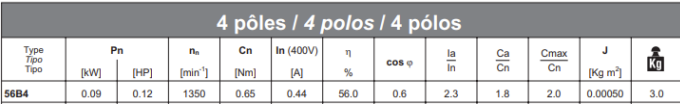 4 pôles / 4 polos / 4 pólos
Type Pn nn Cn In (400V) η cos φ Ia/In Ca/Cn Cmax/Cn J Kg
Tipo
Tipo [kW] [HP] [min-1] [Nm] [A] % [Kg m²]
56B4 0.09 0.12 1350 0.65 0.44 56.0 0.6 2.3 1.8 2.0 0.00050 3.0